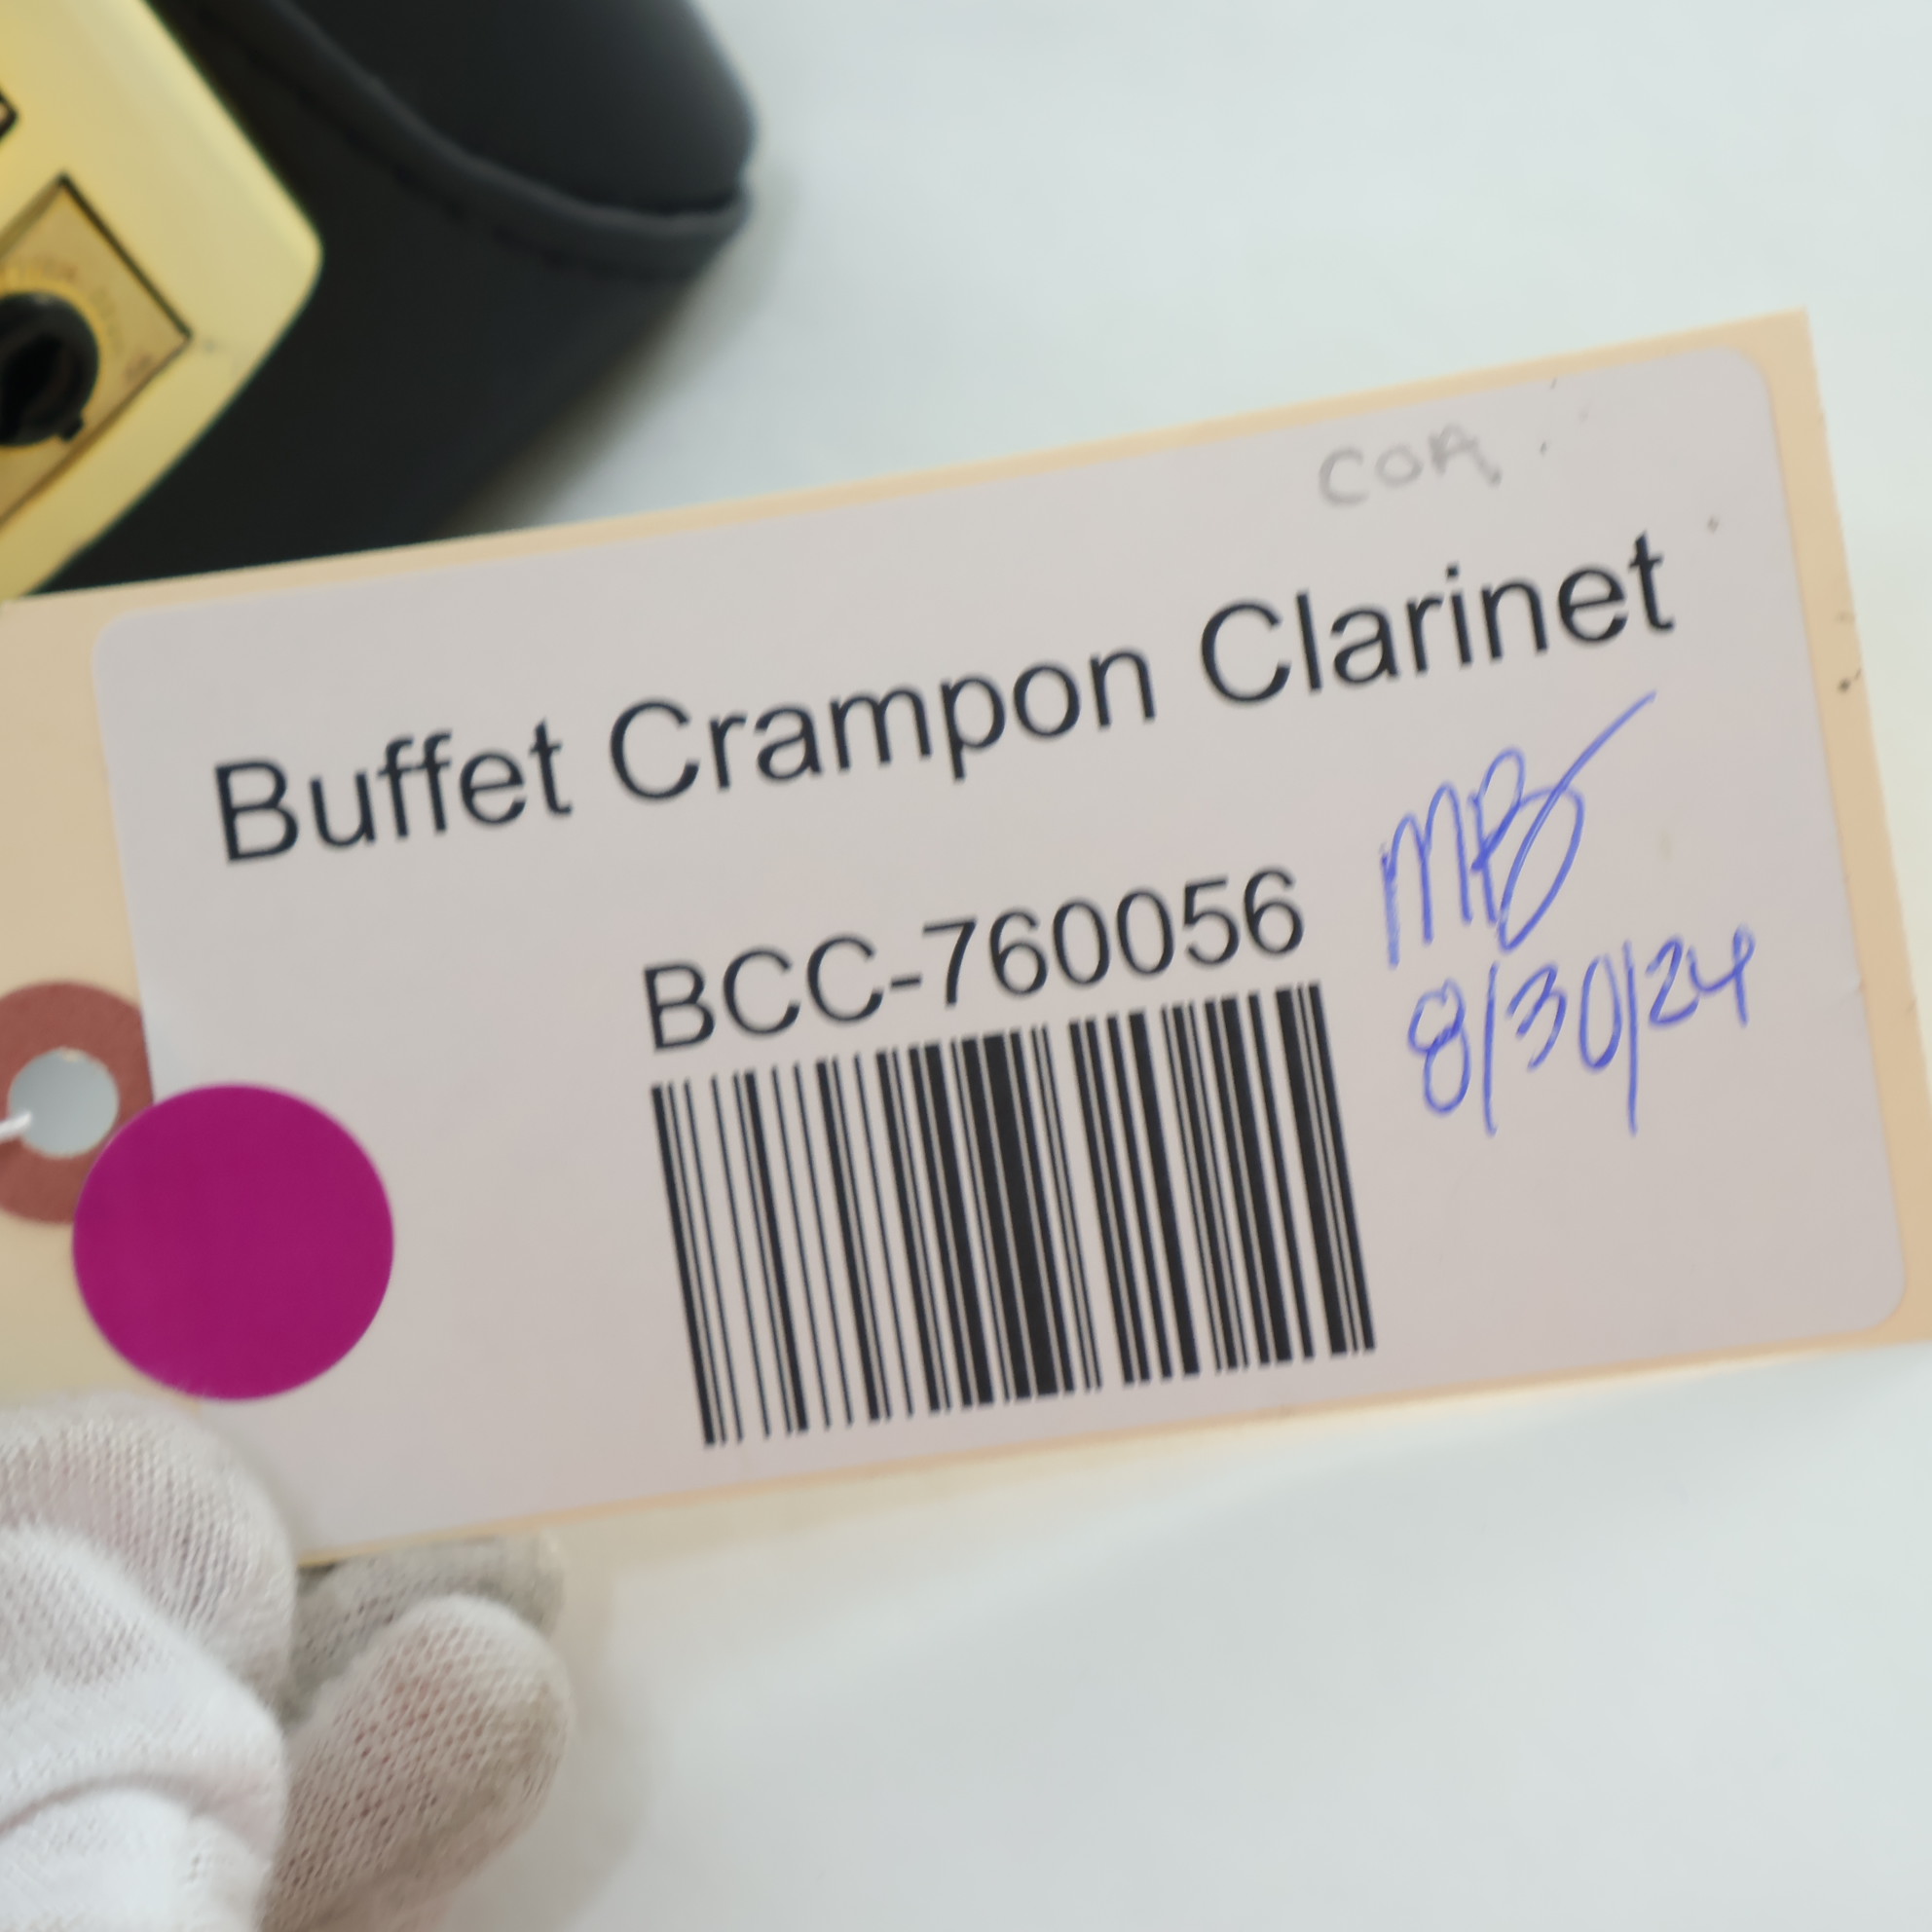 COA
Buffet Crampon Clarinet
BCC-760056
MB
8/30/24